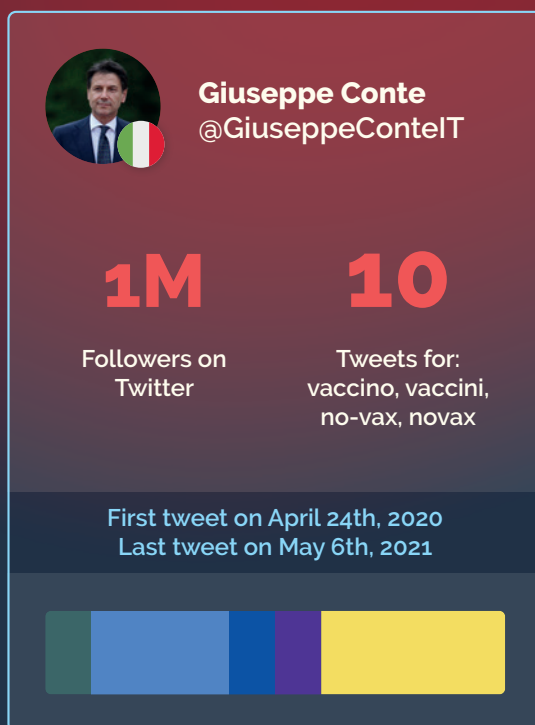 Giuseppe Conte
@GiuseppeConteIT
1M
10
Followers on
Twitter
Tweets for:
vaccino, vaccini,
no-vax, novax
First tweet on April 24th, 2020
Last tweet on May 6th, 2021